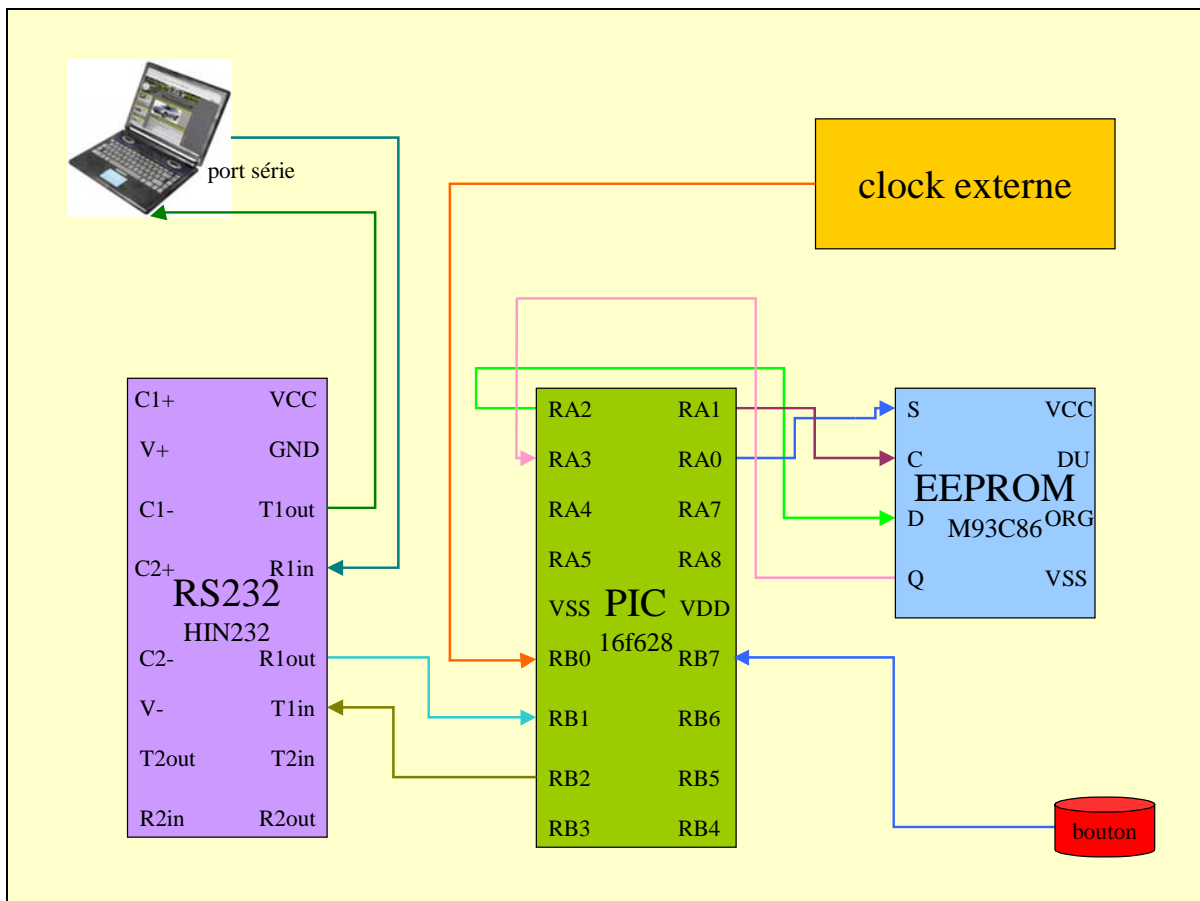 port série
clock externe
C1+ VCC
V+ GND
C1- T1out
C2+ R1in
RS232
HIN232
C2- R1out
V- T1in
T2out T2in
R2in R2out
RA2 RA1
RA3 RA0
RA4 RA7
RA5 RA8
VSS PIC VDD
16f628
RB0 RB7
RB1 RB6
RB2 RB5
RB3 RB4
S VCC
C DU
EEPROM
D M93C86 ORG
Q VSS
bouton